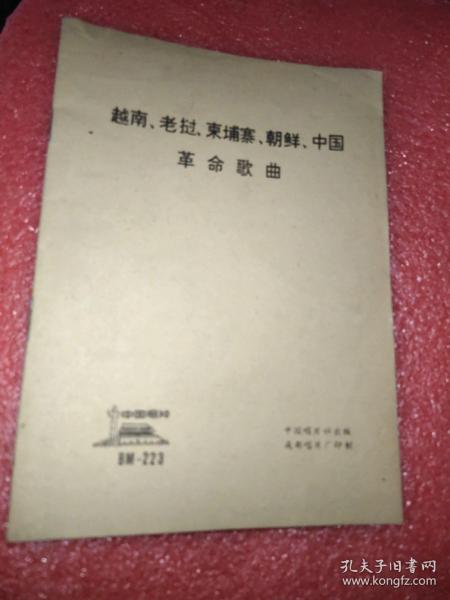 越南、老挝、柬埔寨、朝鲜、中国
革命歌曲
中国唱片
BM-223
中国唱片社出版
成都唱片厂印制
孔夫子旧书网
www.kongfz.com